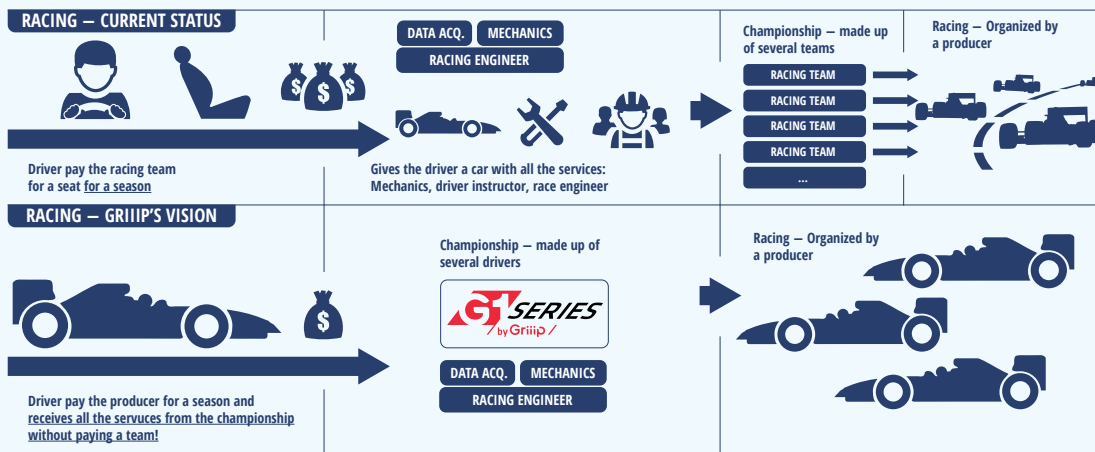 RACING – CURRENT STATUS
$ $ $
Driver pay the racing team
for a seat for a season
DATA ACQ.
MECHANICS
RACING ENGINEER
Gives the driver a car with all the services:
Mechanics, driver instructor, race engineer
Championship – made up
of several teams
RACING TEAM
RACING TEAM
RACING TEAM
RACING TEAM
...
Racing – Organized by
a producer
RACING – GRIIIP'S VISION
$
Driver pay the producer for a season and
receives all the servuces from the championship
without paying a team!
Championship – made up of
several drivers
G1 SERIES
by Griiip
DATA ACQ.
MECHANICS
RACING ENGINEER
Racing – Organized by
a producer